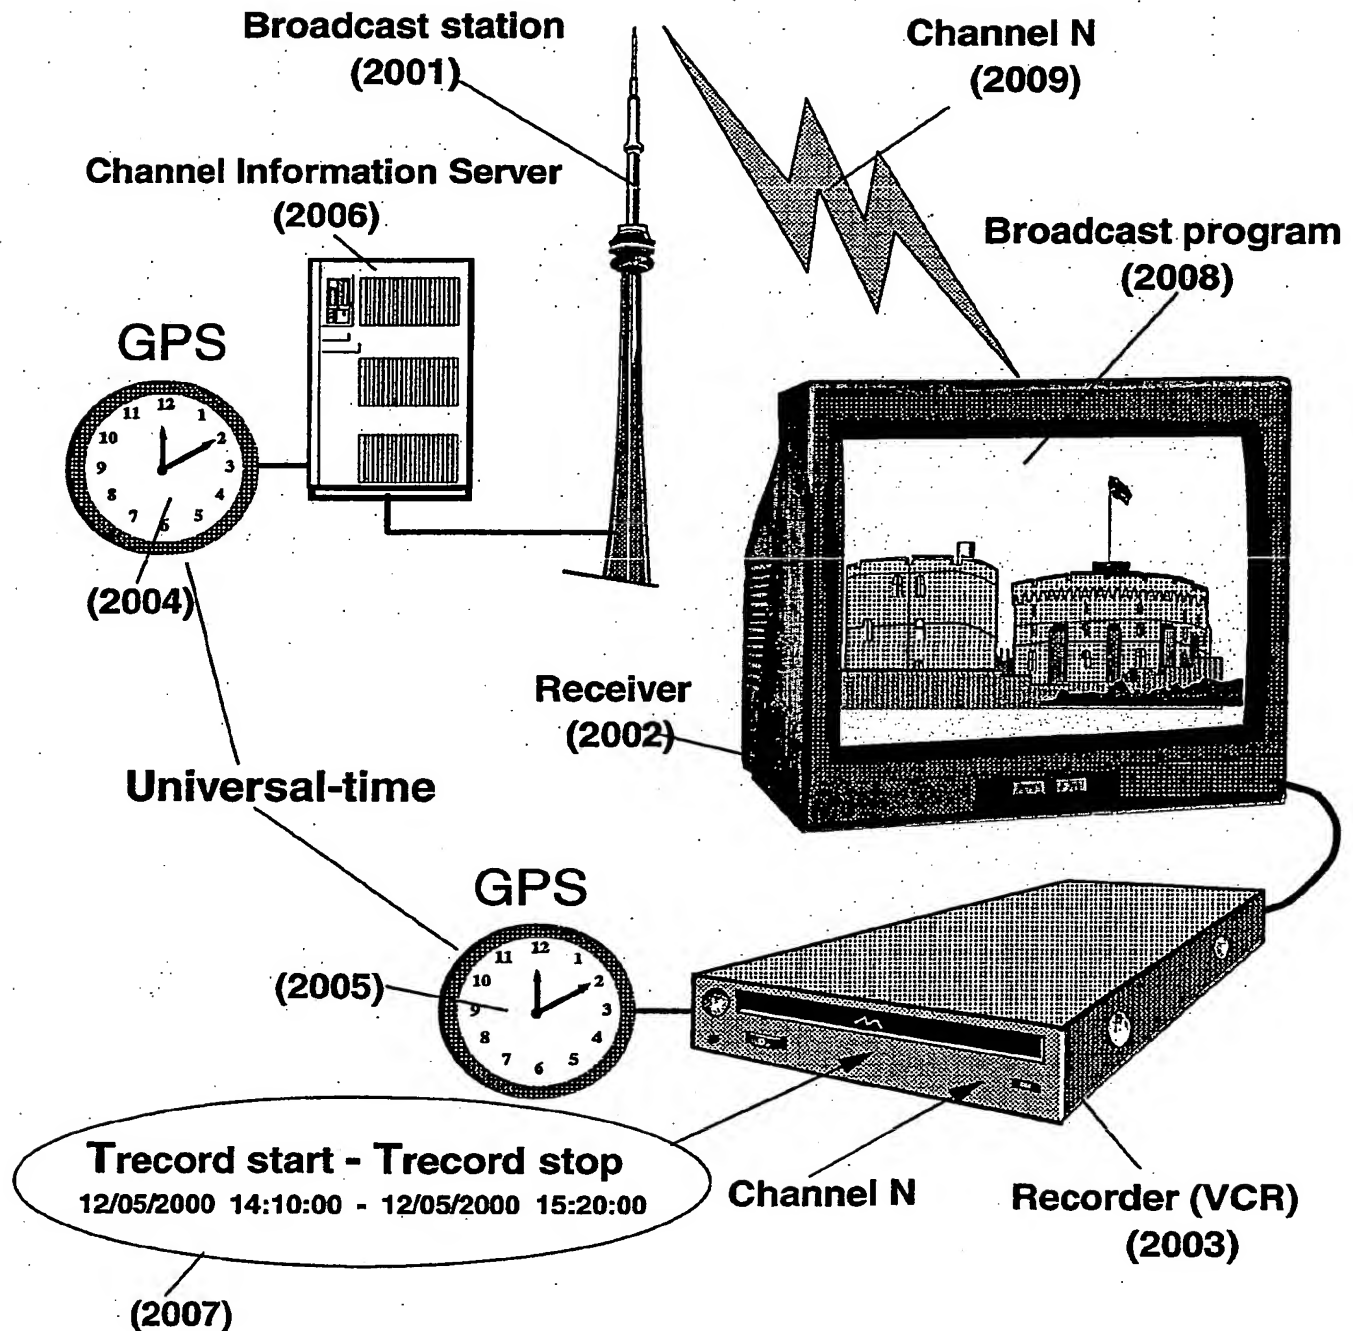 Broadcast station
(2001)
Channel N
(2009)
Channel Information Server
(2006)
Broadcast program
(2008)
GPS
12
1
2
3
4
5
6
7
8
9
10
11
(2004)
Receiver
(2002)
Universal-time
GPS
12
1
2
3
4
5
6
7
8
9
10
11
(2005)
Trecord start - Trecord stop
12/05/2000 14:10:00 - 12/05/2000 15:20:00
(2007)
Channel N
Recorder (VCR)
(2003)